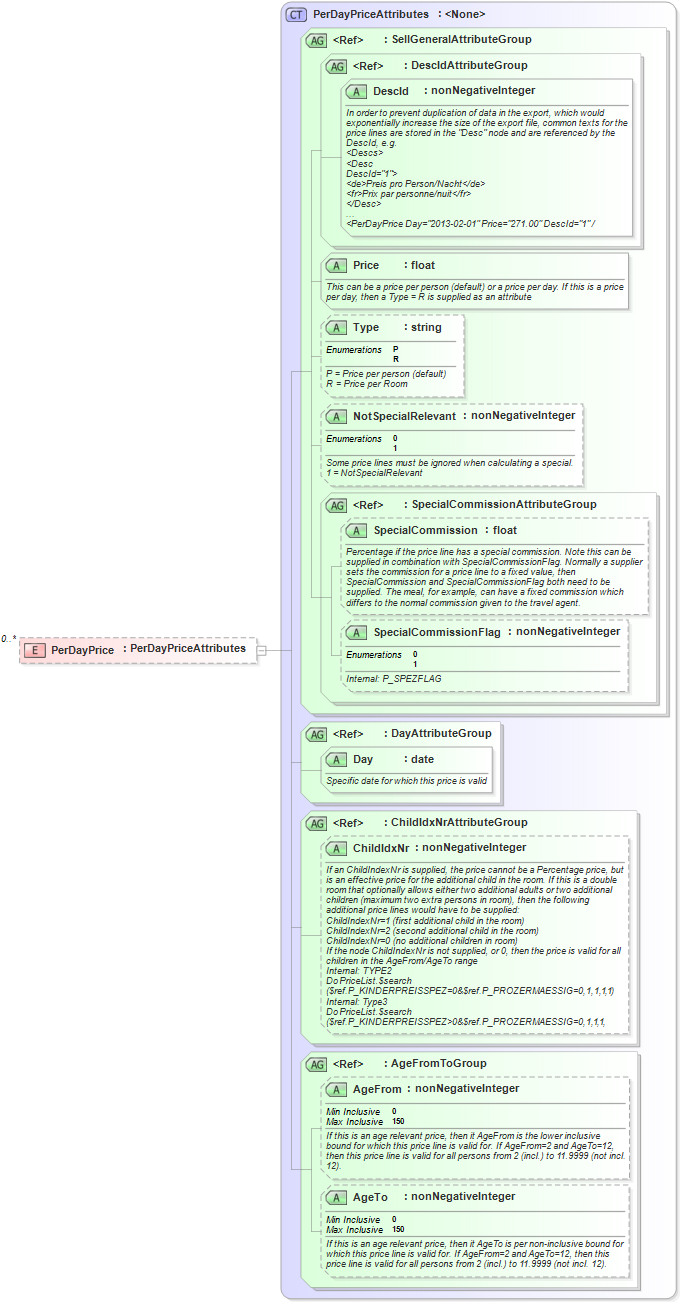 CT PerDayPriceAttributes : <None>
AG <Ref> : SellGeneralAttributeGroup
AG <Ref> : DescIdAttributeGroup
A DescId : nonNegativeInteger
In order to prevent duplication of data in the export, which would
exponentially increase the size of the export file, common texts for the
price lines are stored in the "Desc" node and are referenced by the
DescId, e.g.
<Descs>
<Desc
DescId="1">
<de>Preis pro Person/Nacht</de>
<fr>Prix par personne/nuit</fr>
</Desc>
...
<PerDayPrice Day="2013-02-01" Price="271.00" DescId="1" /
A Price : float
This can be a price per person (default) or a price per day. If this is a price
per day, then a Type = R is supplied as an attribute
A Type : string
Enumerations P
R
P = Price per person (default)
R = Price per Room
A NotSpecialRelevant : nonNegativeInteger
Enumerations 0
1
Some price lines must be ignored when calculating a special.
1 = NotSpecialRelevant
AG <Ref> : SpecialCommissionAttributeGroup
A SpecialCommission : float
Percentage if the price line has a special commission. Note this can be
supplied in combination with SpecialCommissionFlag. Normally a supplier
sets the commission for a price line to a fixed value, then
SpecialCommission and SpecialCommissionFlag both need to be
supplied. The meal, for example, can have a fixed commission which
differs to the normal commission given to the travel agent.
A SpecialCommissionFlag : nonNegativeInteger
Enumerations 0
1
Internal: P_SPEZFLAG
0..*
E PerDayPrice : PerDayPriceAttributes
AG <Ref> : DayAttributeGroup
A Day : date
Specific date for which this price is valid
AG <Ref> : ChildIdxNrAttributeGroup
A ChildIdxNr : nonNegativeInteger
If an ChildIndexNr is supplied, the price cannot be a Percentage price, but
is an effective price for the additional child in the room. If this is a double
room that optionally allows either two additional adults or two additional
children (maximum two extra persons in room), then the following
additional price lines would have to be supplied:
ChildIndexNr=1 (first additional child in the room)
ChildIndexNr=2 (second additional child in the room)
ChildIndexNr=0 (no additional children in room)
If the node ChildIndexNr is not supplied, or 0, then the price is valid for all
children in the AgeFrom/AgeTo range
Internal: TYPE2
Do PriceList.$search
($ref.P_KINDERPREISSPEZ=0&$ref.P_PROZERMAESSIG=0,1,1,1,1)
Internal: Type3
Do PriceList.$search
($ref.P_KINDERPREISSPEZ>0&$ref.P_PROZERMAESSIG=0,1,1,1,
AG <Ref> : AgeFromToGroup
A AgeFrom : nonNegativeInteger
Min Inclusive 0
Max Inclusive 150
If this is an age relevant price, then it AgeFrom is the lower inclusive
bound for which this price line is valid for. If AgeFrom=2 and AgeTo=12,
then this price line is valid for all persons from 2 (incl.) to 11.9999 (not incl.
12).
A AgeTo : nonNegativeInteger
Min Inclusive 0
Max Inclusive 150
If this is an age relevant price, then it AgeTo is per non-inclusive bound for
which this price line is valid for. If AgeFrom=2 and AgeTo=12, then this
price line is valid for all persons from 2 (incl.) to 11.9999 (not incl. 12).